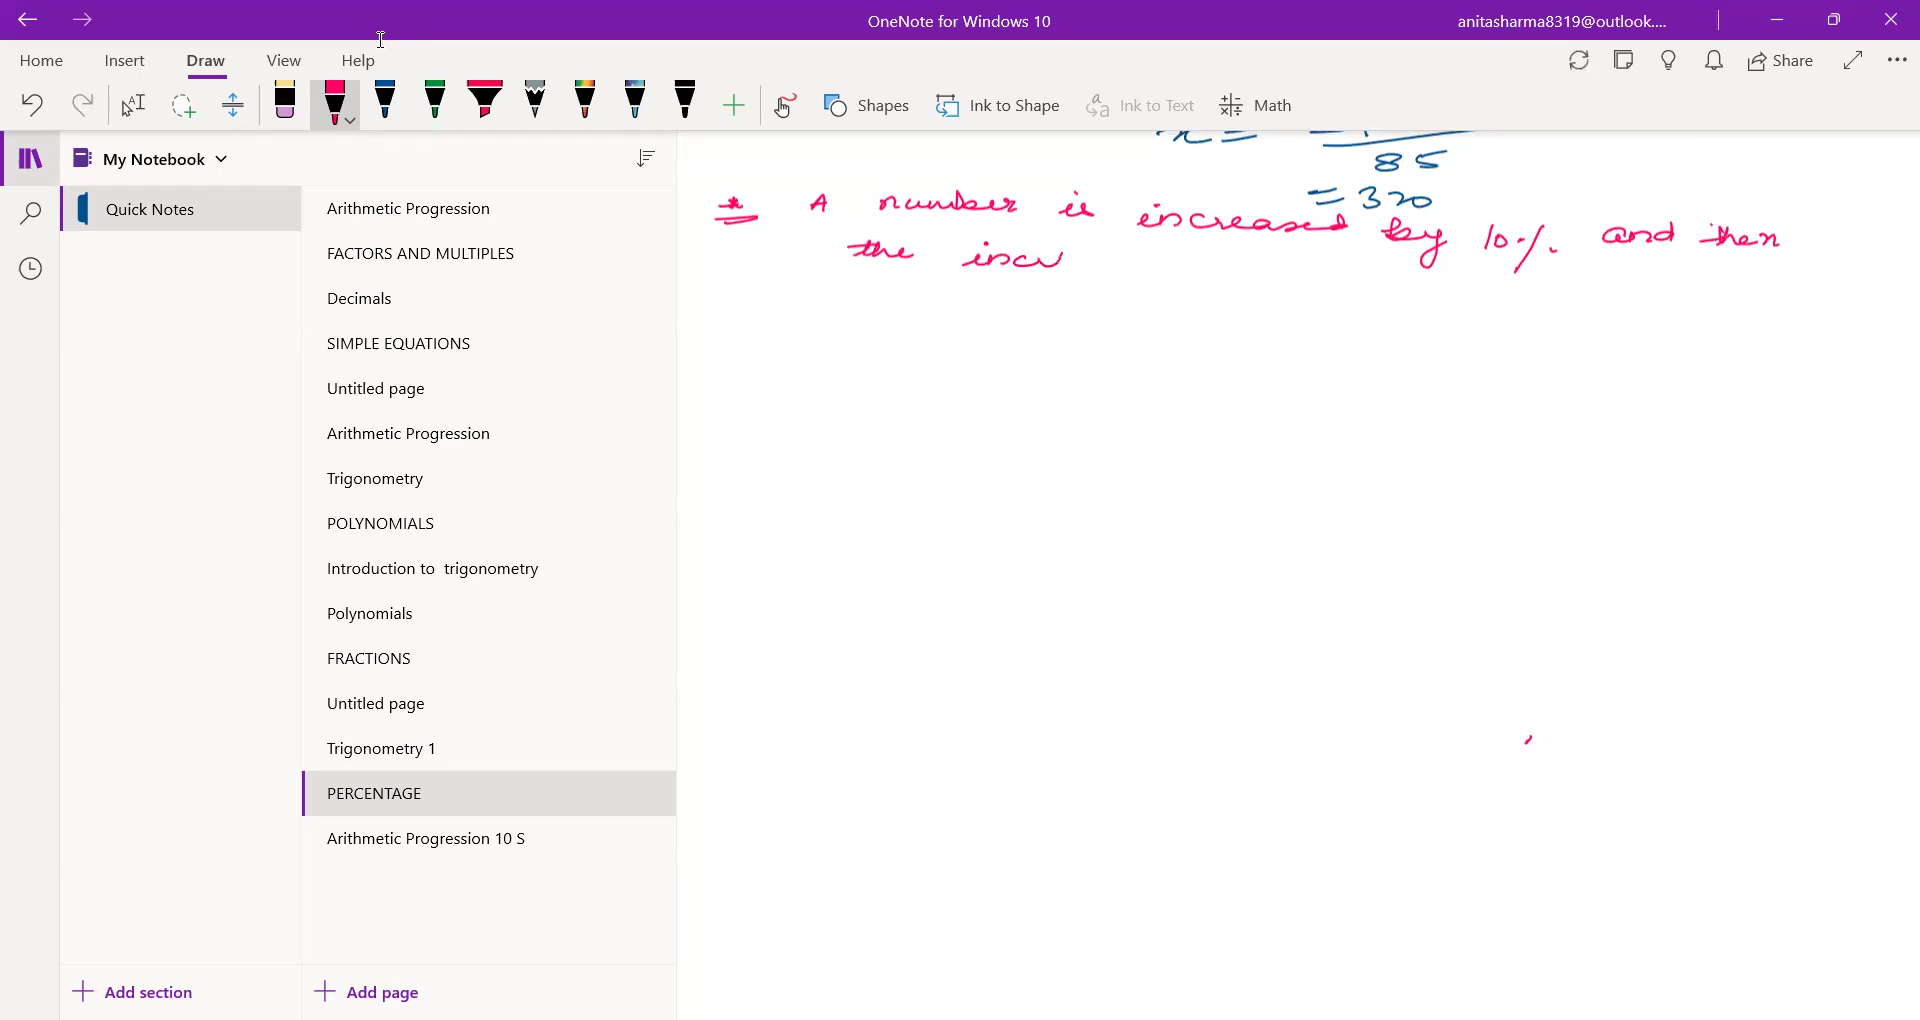 OneNote for Windows 10
anitasharma8319@outlook....
Home Insert Draw View Help
Share
Shapes Ink to Shape Ink to Text Math
My Notebook
Quick Notes
Arithmetic Progression
FACTORS AND MULTIPLES
Decimals
SIMPLE EQUATIONS
Untitled page
Arithmetic Progression
Trigonometry
POLYNOMIALS
Introduction to trigonometry
Polynomials
FRACTIONS
Untitled page
Trigonometry 1
PERCENTAGE
Arithmetic Progression 10 S
Add section
Add page
85
= 320
* A number is increased by 10% and then
the incr